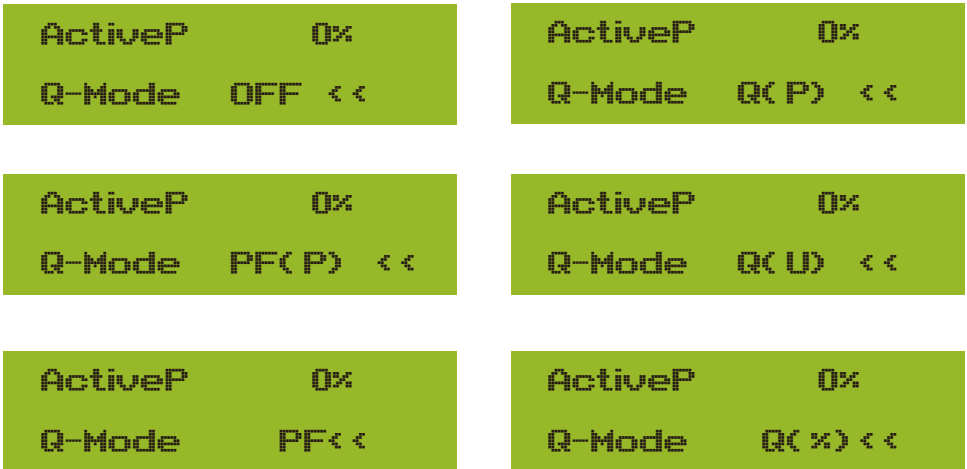 ActiveP 0%
Q-Mode OFF <<
ActiveP 0%
Q-Mode Q(P) <<
ActiveP 0%
Q-Mode PF(P) <<
ActiveP 0%
Q-Mode Q(U) <<
ActiveP 0%
Q-Mode PF<<
ActiveP 0%
Q-Mode Q(%)<<